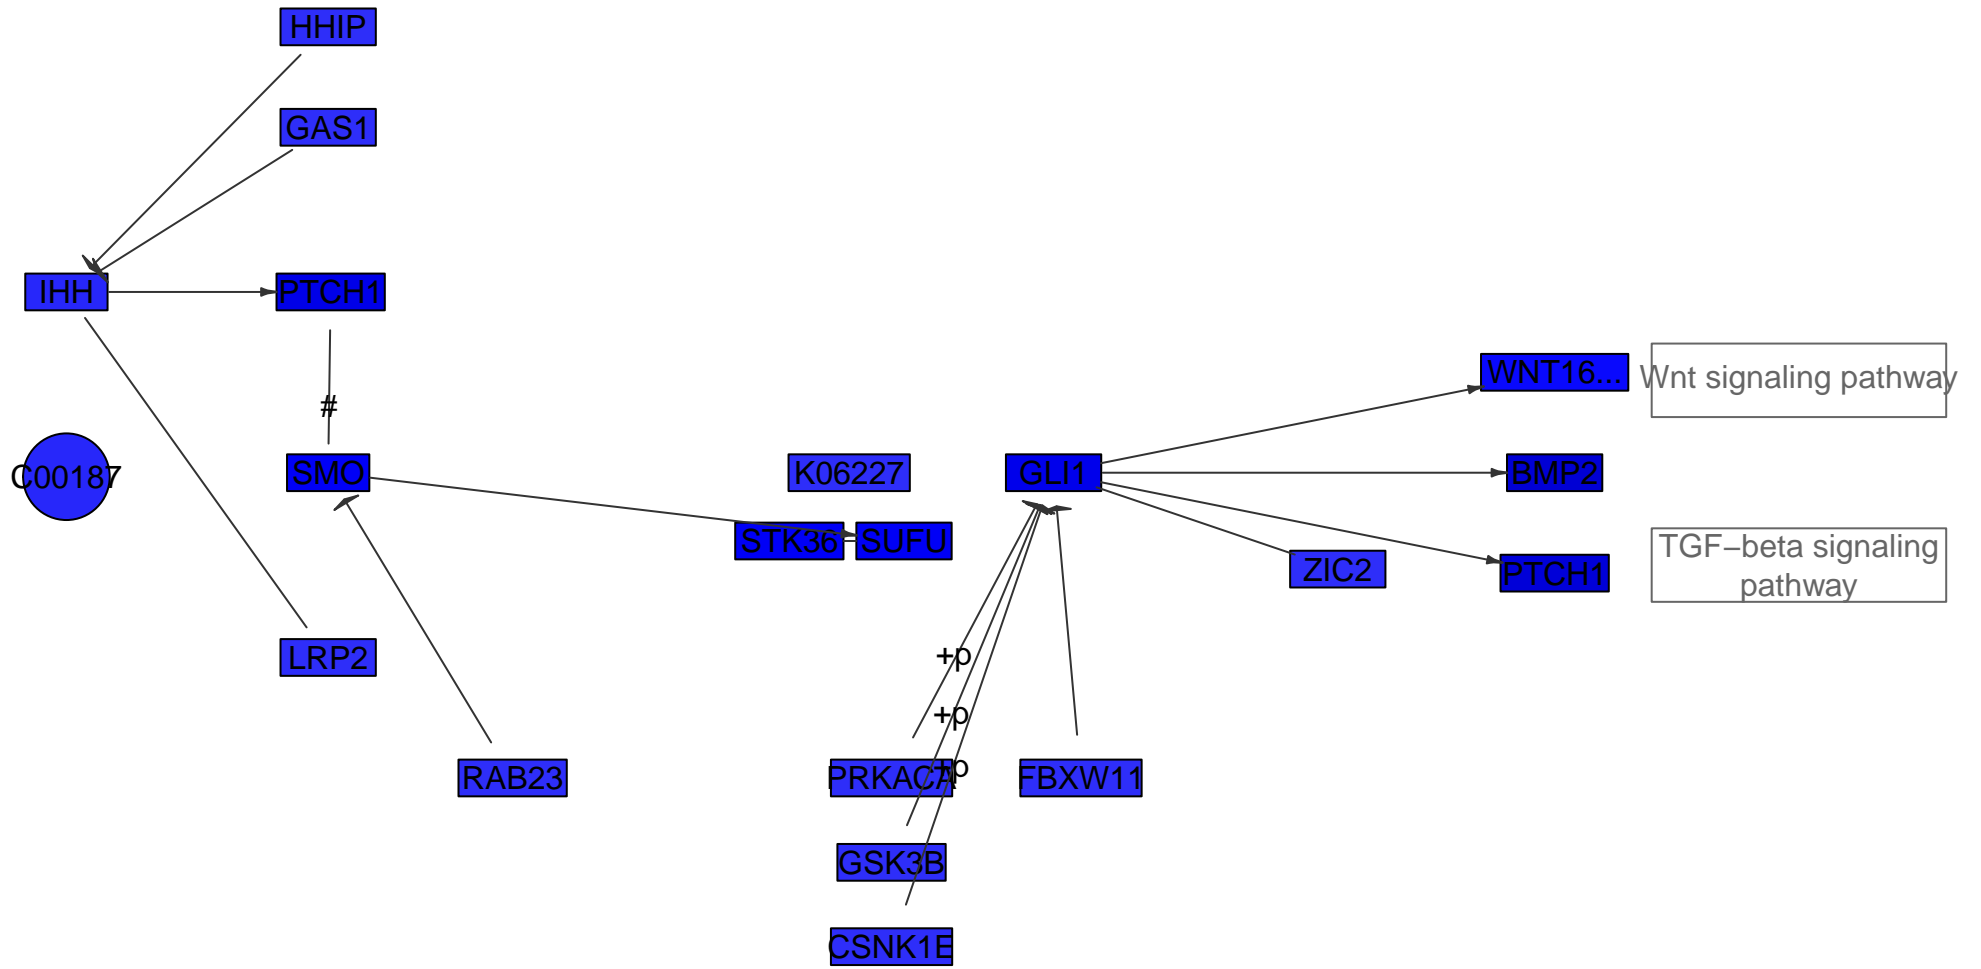 HHIP
GAS1
IHH
PTCH1
WNT16...
Wnt signaling pathway
#
C00187
SMO
K06227
GLI1
BMP2
STK36
SUFU
TGF−beta signaling
pathway
ZIC2
PTCH1
LRP2
+p
+p
+p
RAB23
PRKACA
FBXW11
GSK3B
CSNK1E